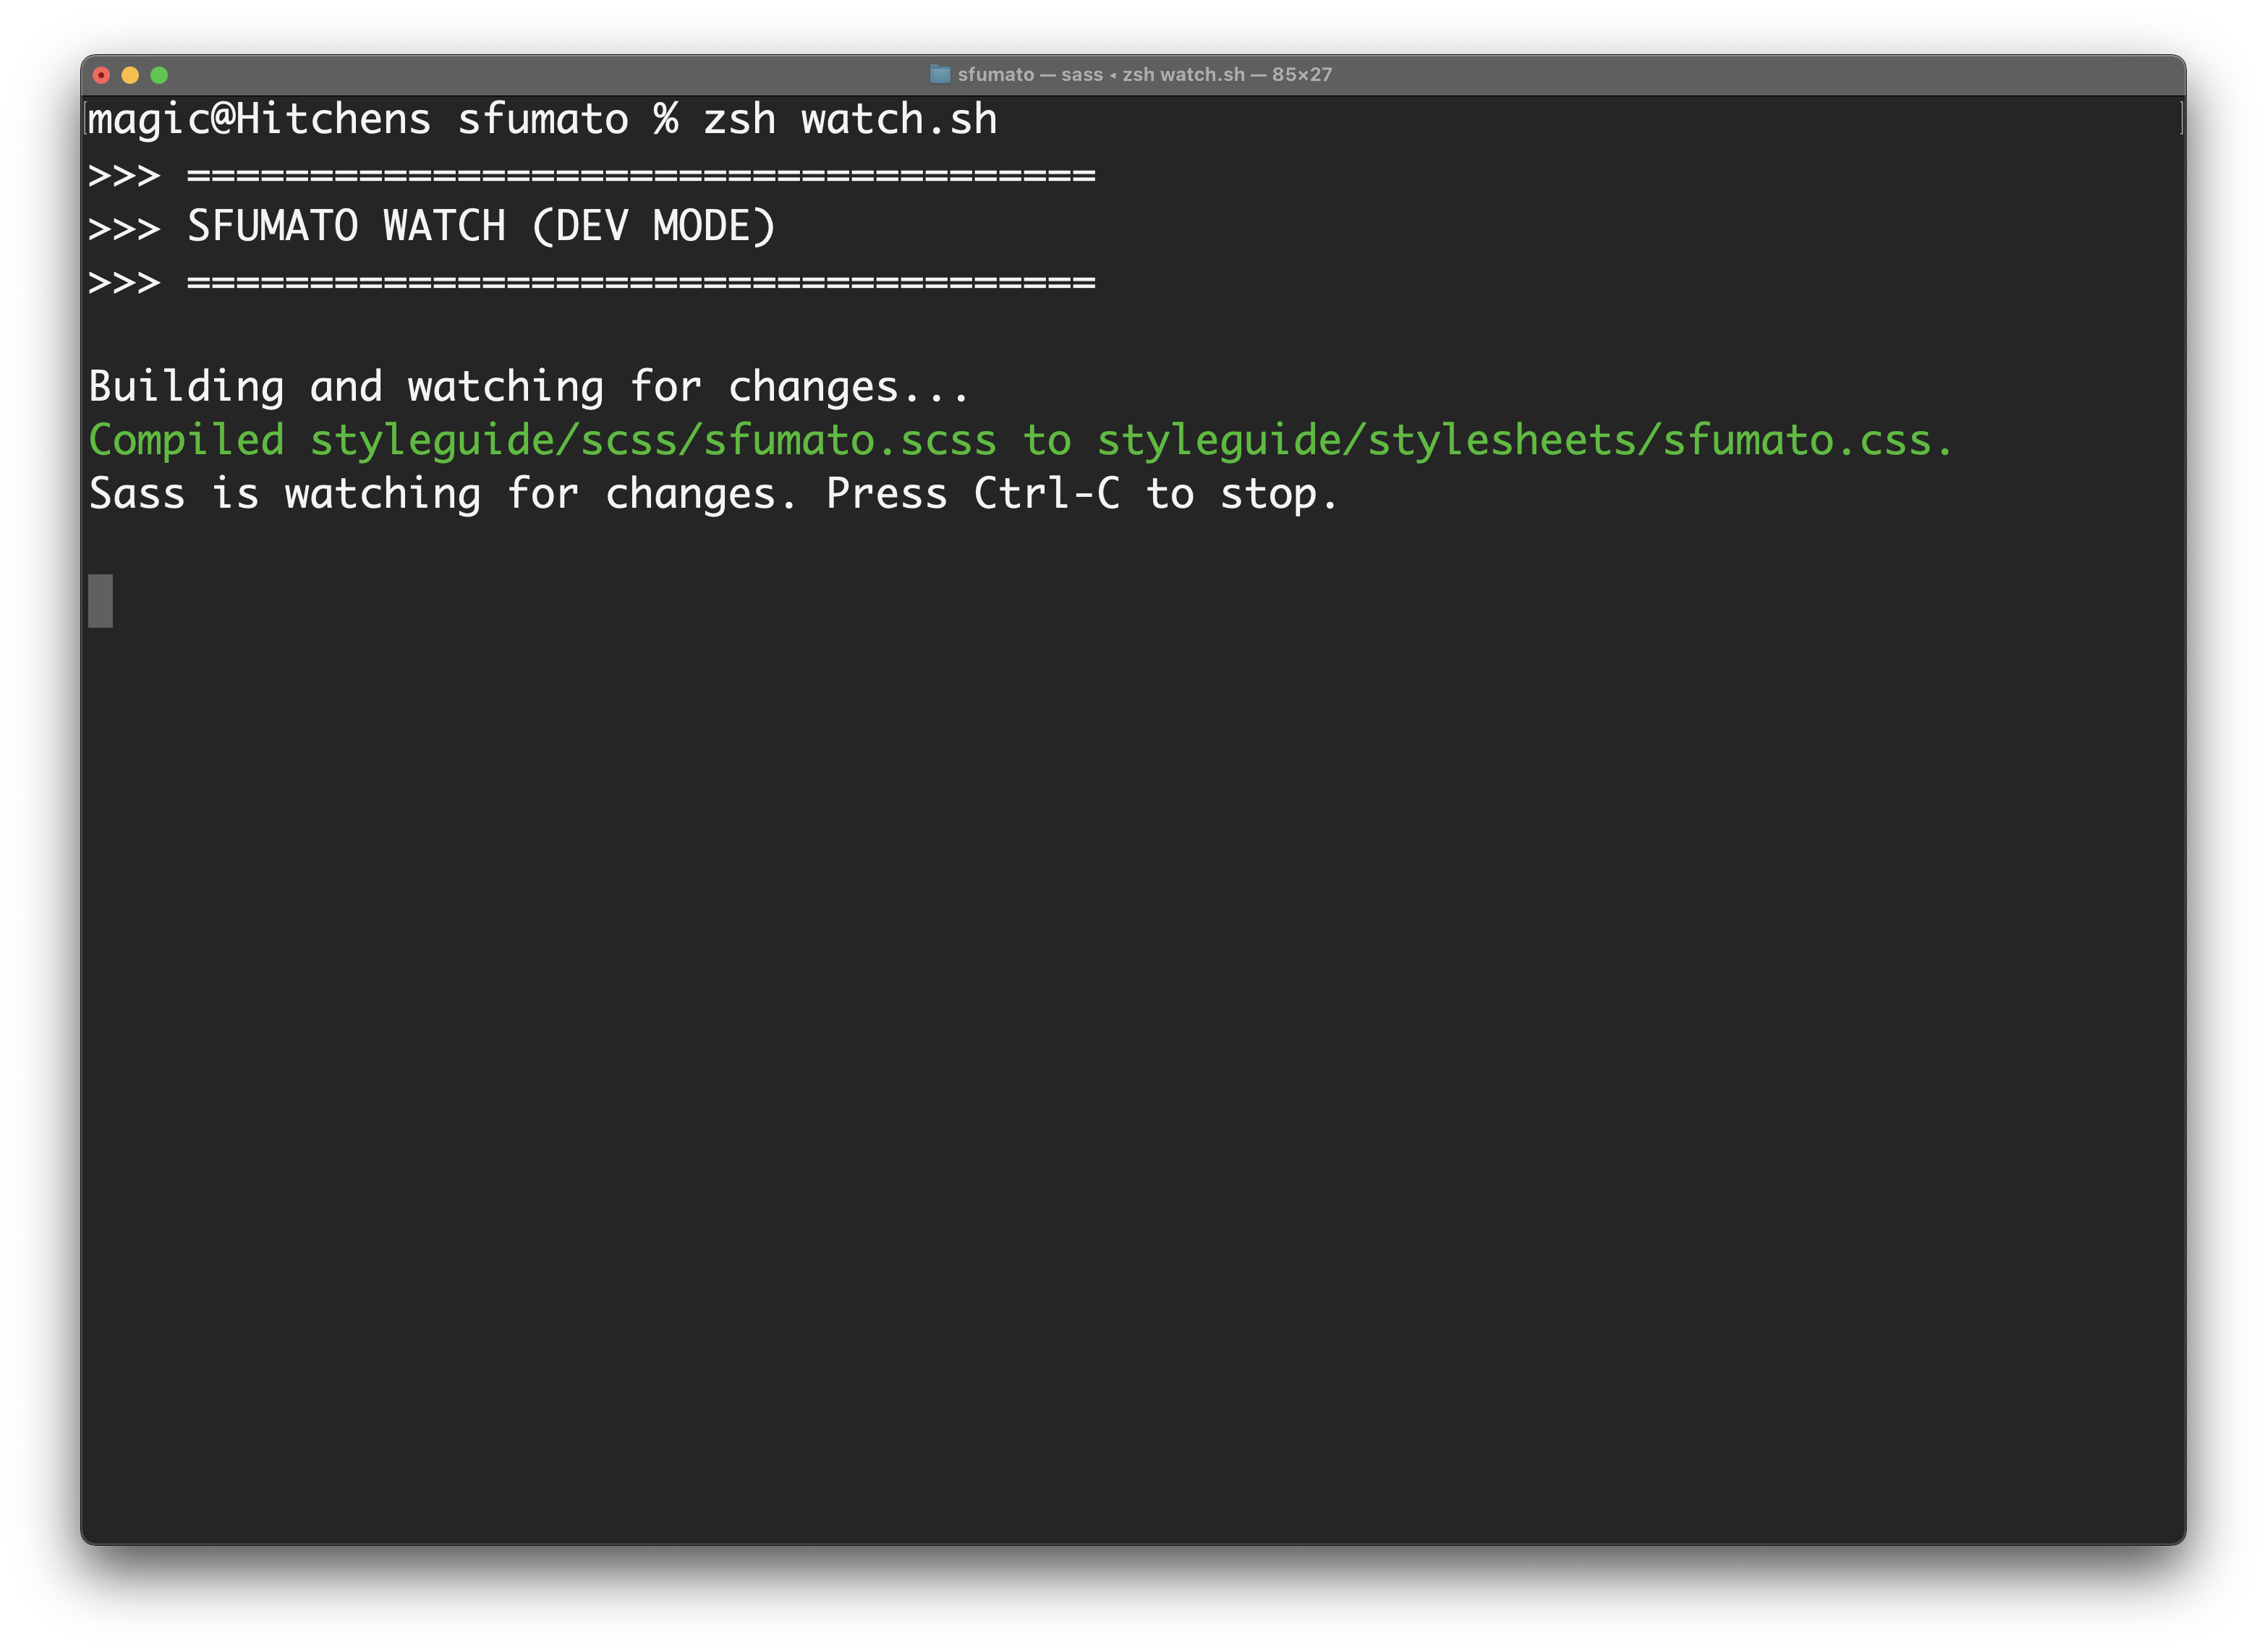 sfumato — sass ◂ zsh watch.sh — 85×27
magic@Hitchens sfumato % zsh watch.sh
>>> =====================================
>>> SFUMATO WATCH (DEV MODE)
>>> =====================================
Building and watching for changes...
Compiled styleguide/scss/sfumato.scss to styleguide/stylesheets/sfumato.css.
Sass is watching for changes. Press Ctrl-C to stop.